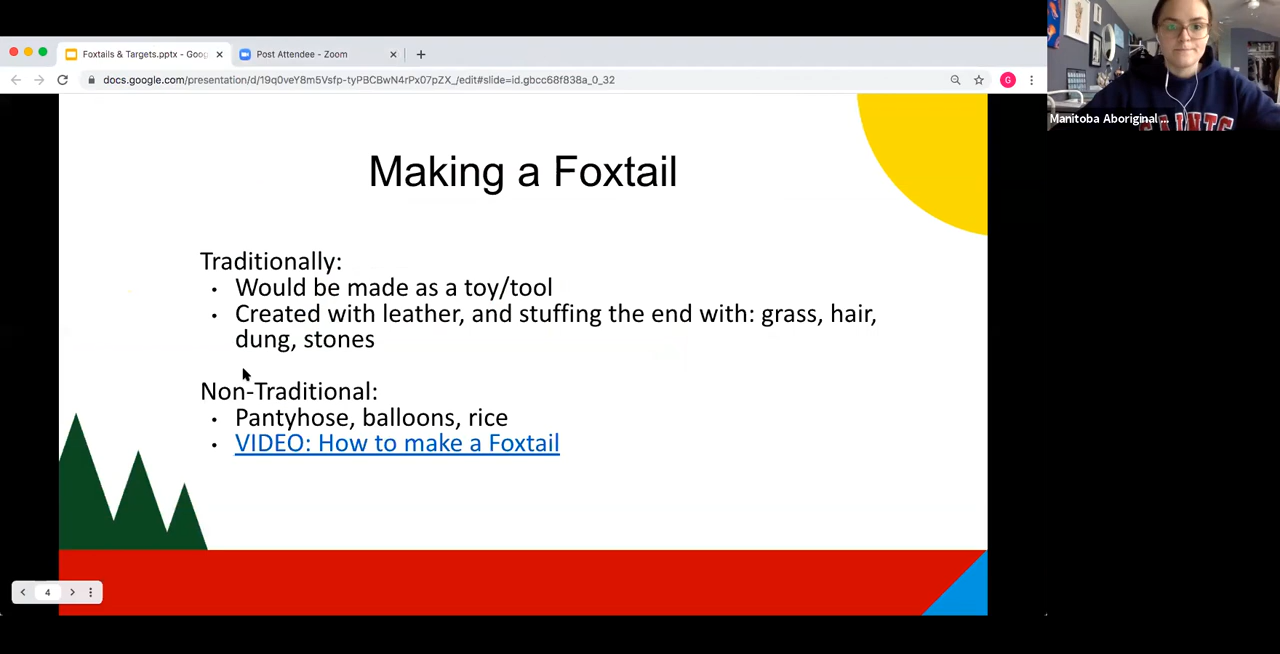 Foxtails & Targets.pptx - Goog
Post Attendee - Zoom
docs.google.com/presentation/d/19q0veY8m5Vsfp-tyPBCBwN4rPx07pZX_/edit#slide=id.gbcc68f838a_0_32
G
Manitoba Aboriginal ...
Making a Foxtail
Traditionally:
• Would be made as a toy/tool
• Created with leather, and stuffing the end with: grass, hair,
dung, stones
Non-Traditional:
• Pantyhose, balloons, rice
• VIDEO: How to make a Foxtail
4